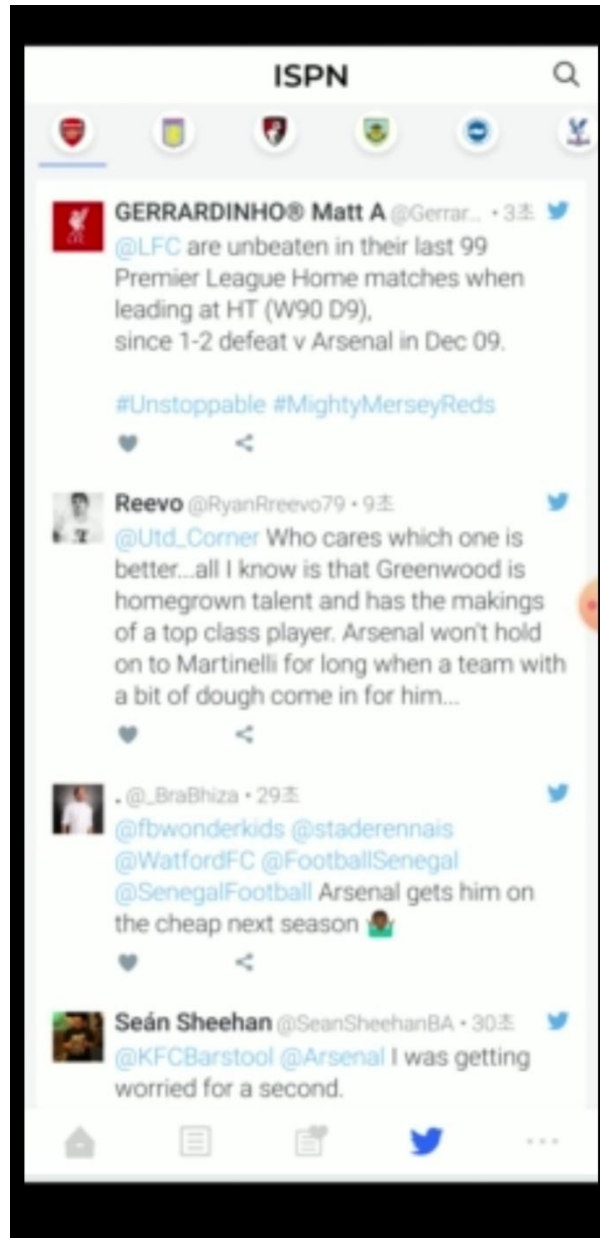 ISPN
GERRARDINHO® Matt A @Gerrar... • 3초
@LFC are unbeaten in their last 99
Premier League Home matches when
leading at HT (W90 D9),
since 1-2 defeat v Arsenal in Dec 09.
#Unstoppable #MightyMerseyReds
Reevo @RyanRreevo79 • 9초
@Utd_Corner Who cares which one is
better...all I know is that Greenwood is
homegrown talent and has the makings
of a top class player. Arsenal won't hold
on to Martinelli for long when a team with
a bit of dough come in for him...
. @_BraBhiza • 29초
@fbwonderkids @staderennais
@WatfordFC @FootballSenegal
@SenegalFootball Arsenal gets him on
the cheap next season 🤷🏾‍♂️
Seán Sheehan @SeanSheehanBA • 30초
@KFCBarstool @Arsenal I was getting
worried for a second.